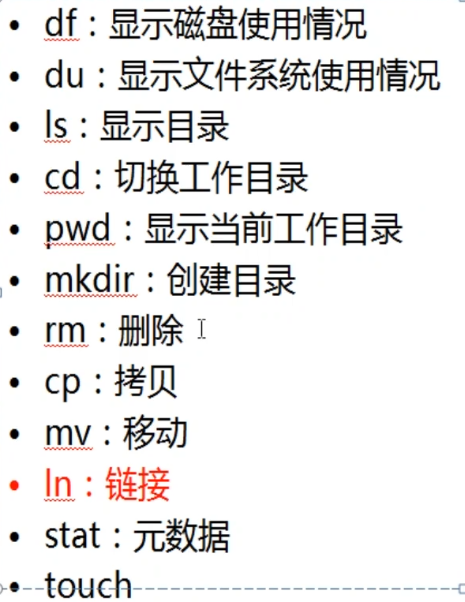 • df：显示磁盘使用情况
• du：显示文件系统使用情况
• ls：显示目录
• cd：切换工作目录
• pwd：显示当前工作目录
• mkdir：创建目录
• rm：删除
• cp：拷贝
• mv：移动
• ln：链接
• stat：元数据
• touch